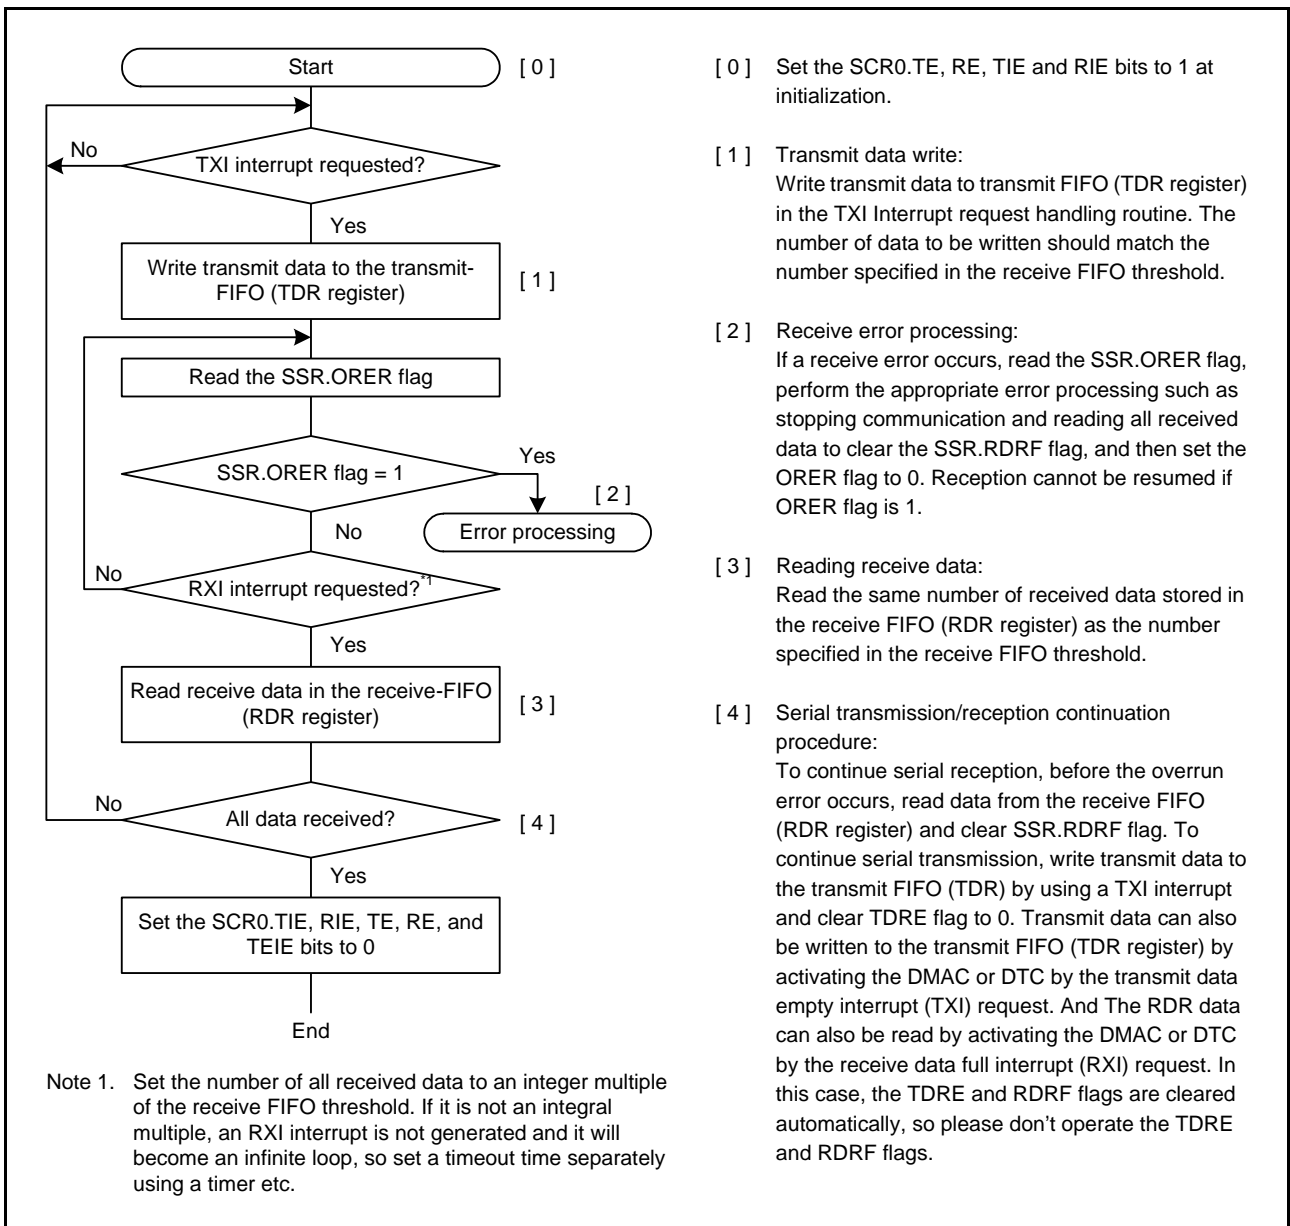 Start
[ 0 ]
No
TXI interrupt requested?
Yes
Write transmit data to the transmit-
FIFO (TDR register)
[ 1 ]
Read the SSR.ORER flag
SSR.ORER flag = 1
Yes
[ 2 ]
Error processing
No
No
RXI interrupt requested?*1
Yes
Read receive data in the receive-FIFO
(RDR register)
[ 3 ]
No
All data received?
[ 4 ]
Yes
Set the SCR0.TIE, RIE, TE, RE, and
TEIE bits to 0
End
Note 1. Set the number of all received data to an integer multiple
of the receive FIFO threshold. If it is not an integral
multiple, an RXI interrupt is not generated and it will
become an infinite loop, so set a timeout time separately
using a timer etc.
[ 0 ] Set the SCR0.TE, RE, TIE and RIE bits to 1 at
initialization.
[ 1 ] Transmit data write:
Write transmit data to transmit FIFO (TDR register)
in the TXI Interrupt request handling routine. The
number of data to be written should match the
number specified in the receive FIFO threshold.
[ 2 ] Receive error processing:
If a receive error occurs, read the SSR.ORER flag,
perform the appropriate error processing such as
stopping communication and reading all received
data to clear the SSR.RDRF flag, and then set the
ORER flag to 0. Reception cannot be resumed if
ORER flag is 1.
[ 3 ] Reading receive data:
Read the same number of received data stored in
the receive FIFO (RDR register) as the number
specified in the receive FIFO threshold.
[ 4 ] Serial transmission/reception continuation
procedure:
To continue serial reception, before the overrun
error occurs, read data from the receive FIFO
(RDR register) and clear SSR.RDRF flag. To
continue serial transmission, write transmit data to
the transmit FIFO (TDR) by using a TXI interrupt
and clear TDRE flag to 0. Transmit data can also
be written to the transmit FIFO (TDR register) by
activating the DMAC or DTC by the transmit data
empty interrupt (TXI) request. And The RDR data
can also be read by activating the DMAC or DTC
by the receive data full interrupt (RXI) request. In
this case, the TDRE and RDRF flags are cleared
automatically, so please don't operate the TDRE
and RDRF flags.